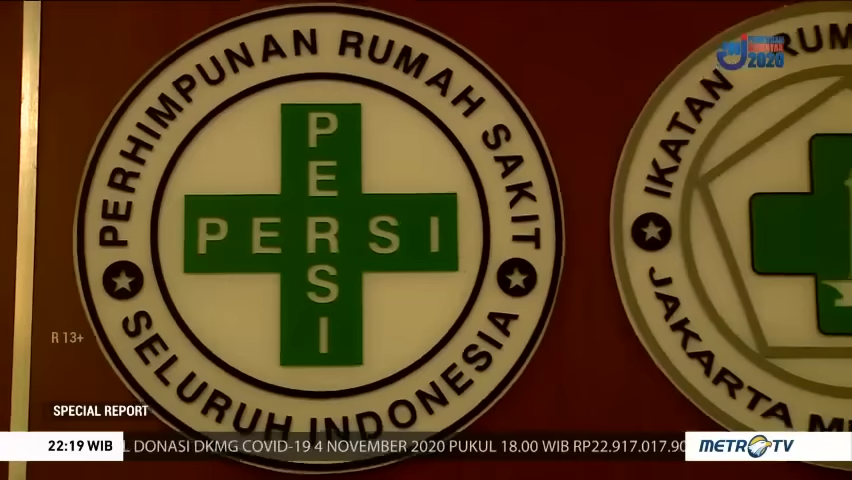 PERHIMPUNAN RUMAH SAKIT
SELURUH INDONESIA
PERSI
PERSI
IKATAN RUM
JAKARTA M
2020
R 13+
SPECIAL REPORT
22:19 WIB
L DONASI DKMG COVID-19 4 NOVEMBER 2020 PUKUL 18.00 WIB RP22.917.017.90
METRO TV